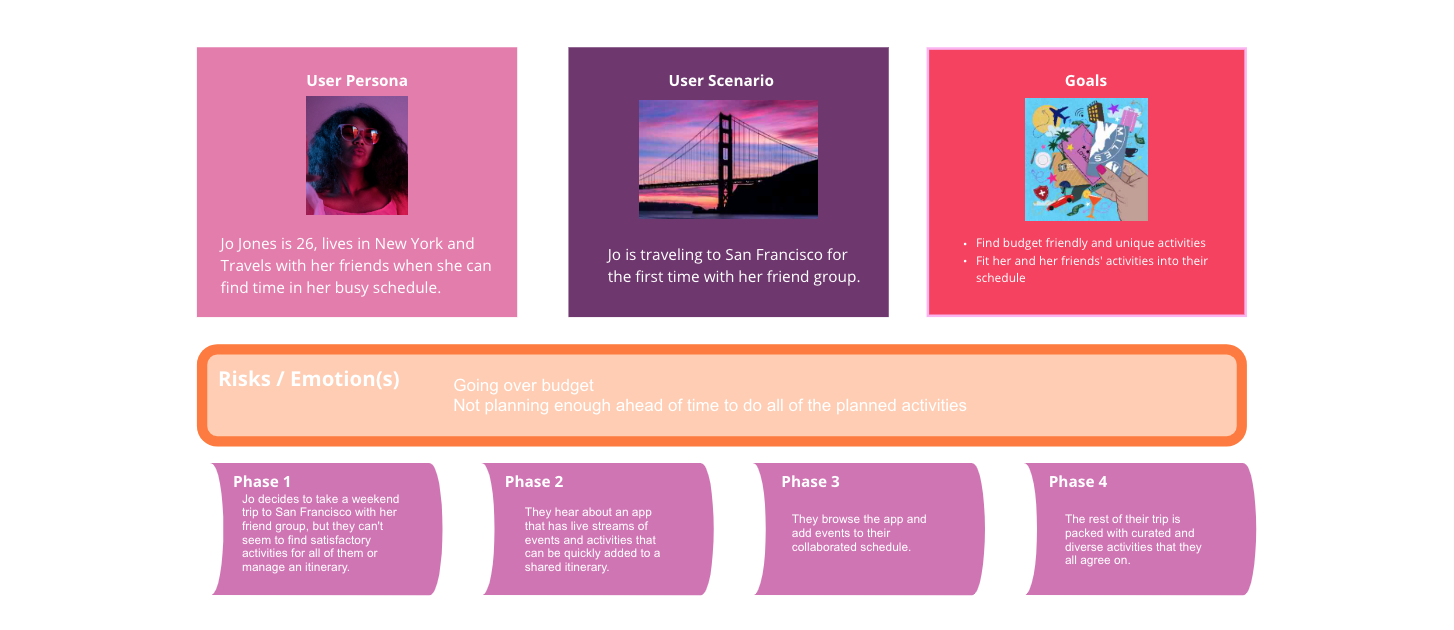 User Persona
Jo Jones is 26, lives in New York and
Travels with her friends when she can
find time in her busy schedule.
User Scenario
Jo is traveling to San Francisco for
the first time with her friend group.
Goals
MILES
• Find budget friendly and unique activities
• Fit her and her friends' activities into their
schedule
Risks / Emotion(s)
Going over budget
Not planning enough ahead of time to do all of the planned activities
Phase 1
Jo decides to take a weekend
trip to San Francisco with her
friend group, but they can't
seem to find satisfactory
activities for all of them or
manage an itinerary.
Phase 2
They hear about an app
that has live streams of
events and activities that
can be quickly added to a
shared itinerary.
Phase 3
They browse the app and
add events to their
collaborated schedule.
Phase 4
The rest of their trip is
packed with curated and
diverse activities that they
all agree on.